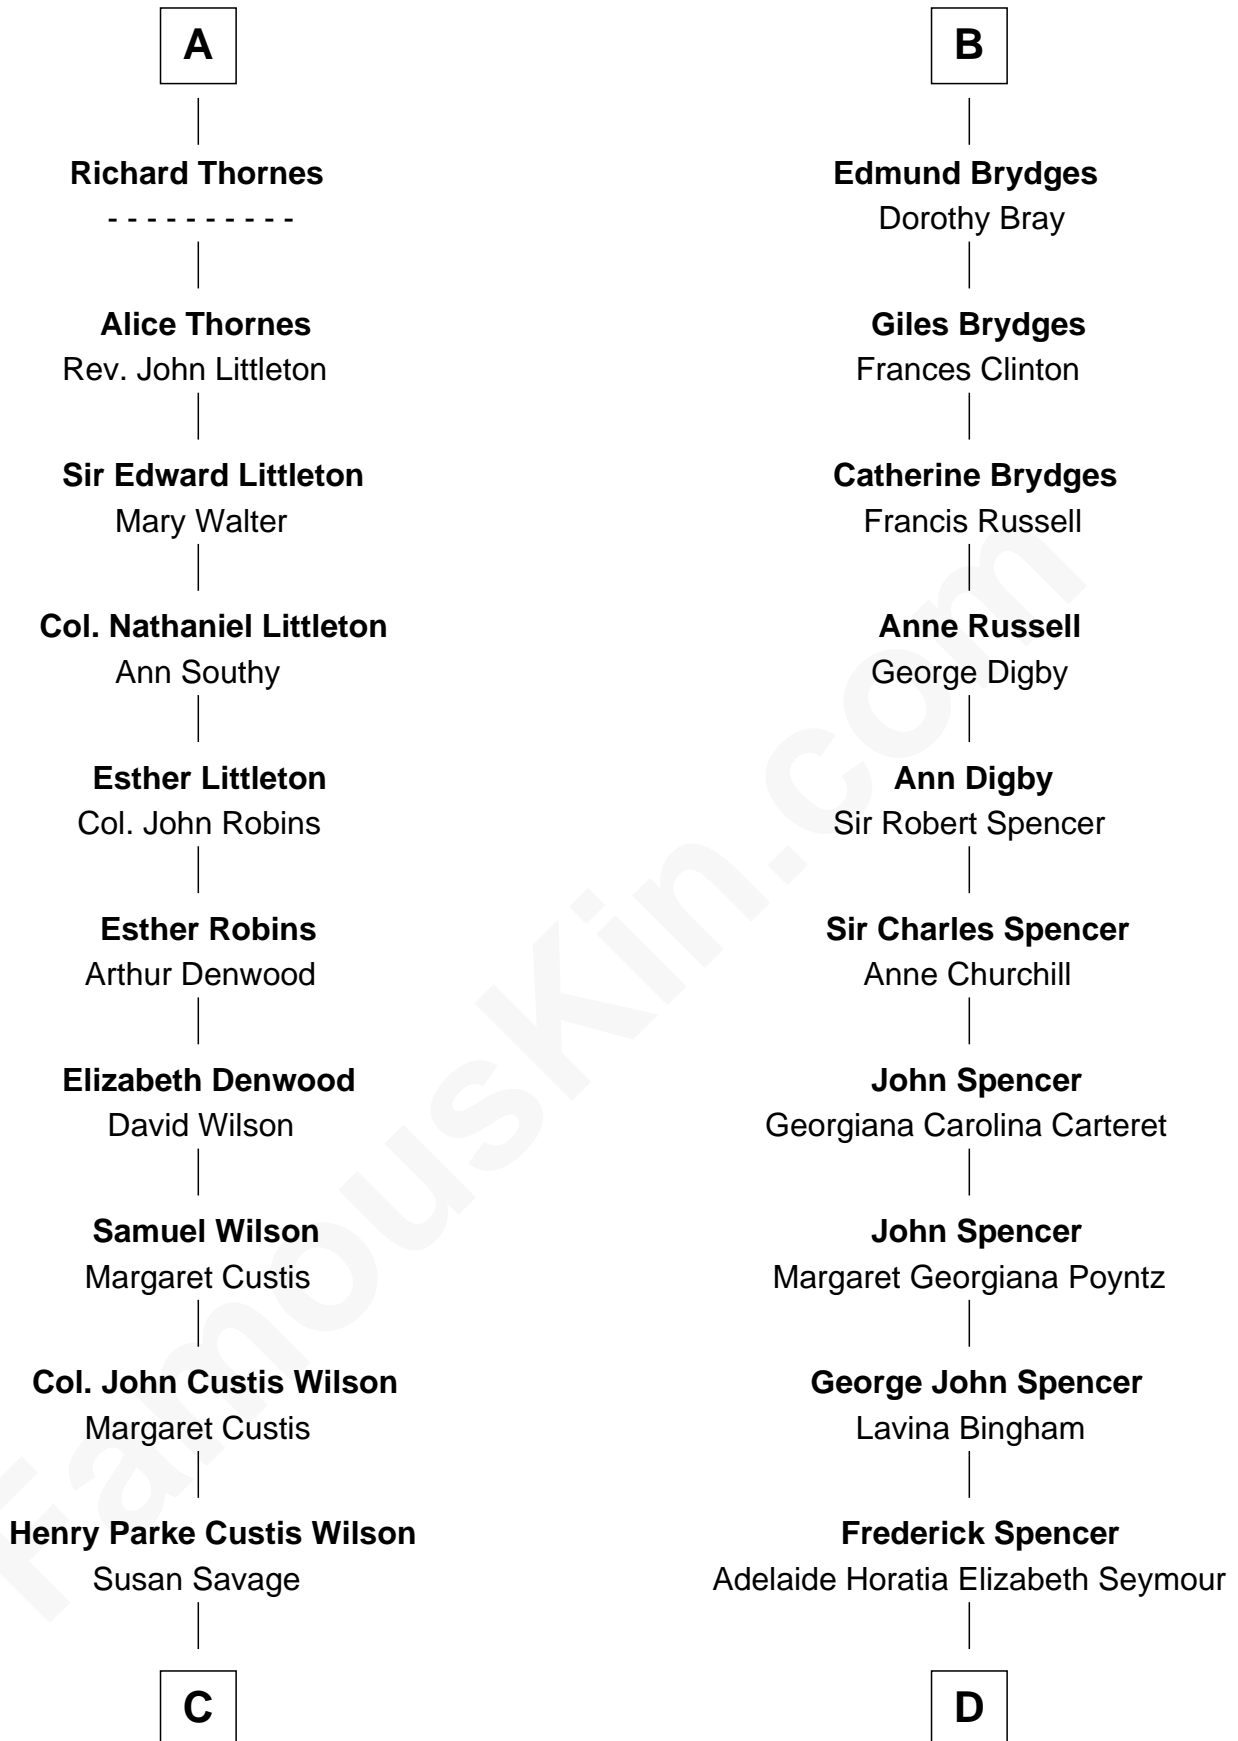 A
Richard Thornes
- - - - - - - - - -
Alice Thornes
Rev. John Littleton
Sir Edward Littleton
Mary Walter
Col. Nathaniel Littleton
Ann Southy
Esther Littleton
Col. John Robins
Esther Robins
Arthur Denwood
Elizabeth Denwood
David Wilson
Samuel Wilson
Margaret Custis
Col. John Custis Wilson
Margaret Custis
Henry Parke Custis Wilson
Susan Savage
C
B
Edmund Brydges
Dorothy Bray
Giles Brydges
Frances Clinton
Catherine Brydges
Francis Russell
Anne Russell
George Digby
Ann Digby
Sir Robert Spencer
Sir Charles Spencer
Anne Churchill
John Spencer
Georgiana Carolina Carteret
John Spencer
Margaret Georgiana Poyntz
George John Spencer
Lavina Bingham
Frederick Spencer
Adelaide Horatia Elizabeth Seymour
D
FamousKin.com